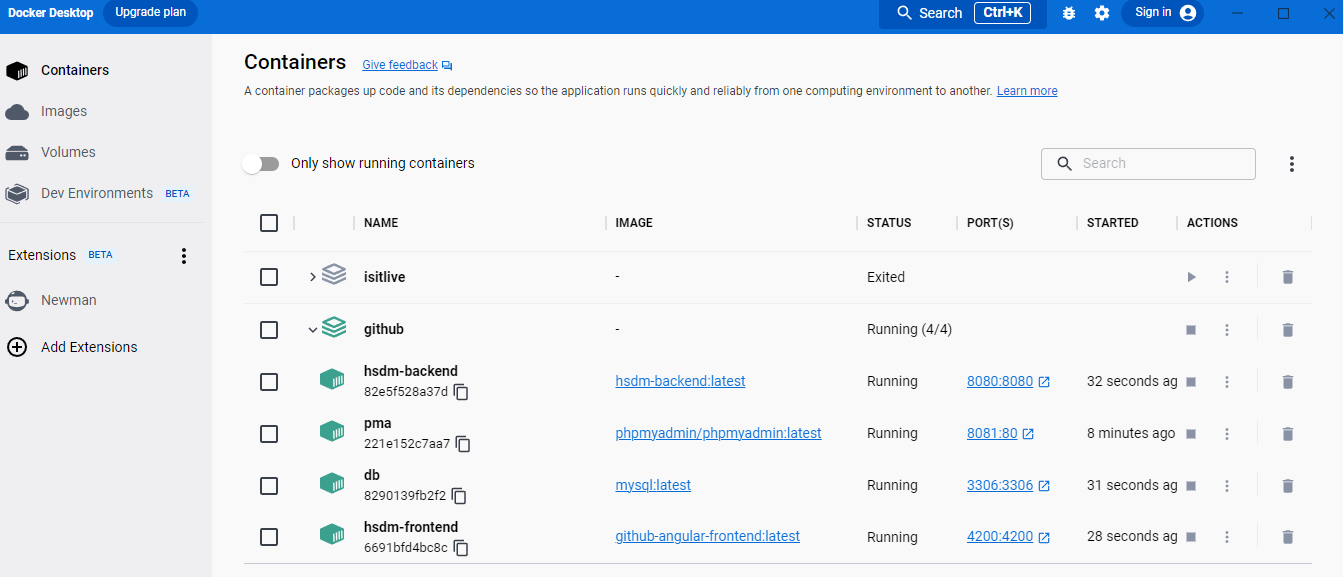 Docker Desktop Upgrade plan Search Ctrl+K Sign in
Containers
Images
Volumes
Dev Environments BETA
Extensions BETA
Newman
Add Extensions
Containers Give feedback
A container packages up code and its dependencies so the application runs quickly and reliably from one computing environment to another. Learn more
Only show running containers Search
NAME IMAGE STATUS PORT(S) STARTED ACTIONS
isitlive - Exited
github - Running (4/4)
hsdm-backend
82e5f528a37d hsdm-backend:latest Running 8080:8080 32 seconds ag
pma
221e152c7aa7 phpmyadmin/phpmyadmin:latest Running 8081:80 8 minutes ago
db
8290139fb2f2 mysql:latest Running 3306:3306 31 seconds ag
hsdm-frontend
6691bfd4bc8c github-angular-frontend:latest Running 4200:4200 28 seconds ag